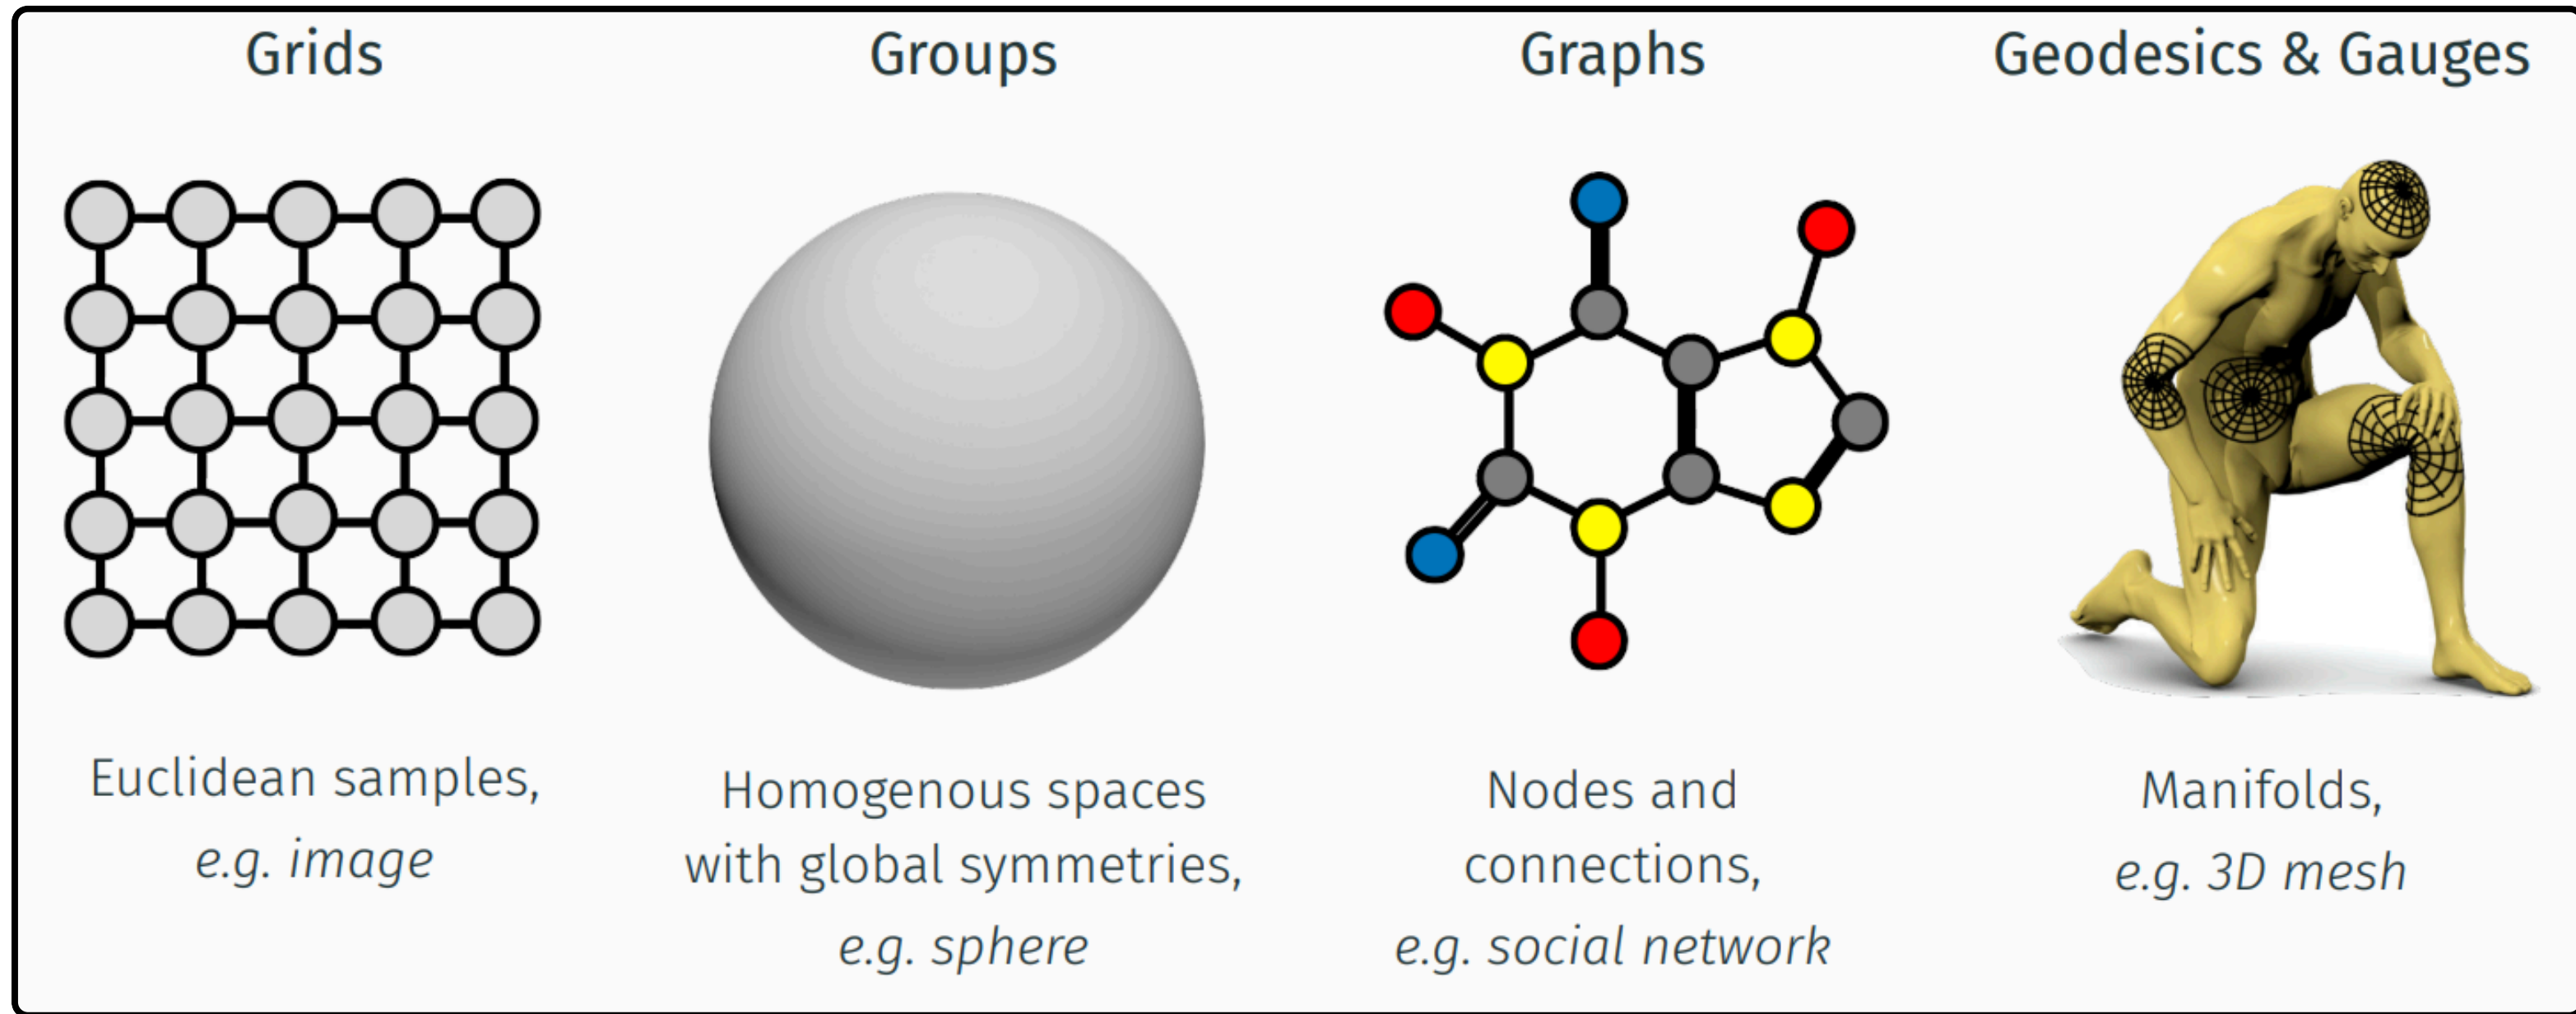 Grids
Euclidean samples,
e.g. image
Groups
Homogenous spaces
with global symmetries,
e.g. sphere
Graphs
Nodes and
connections,
e.g. social network
Geodesics & Gauges
Manifolds,
e.g. 3D mesh